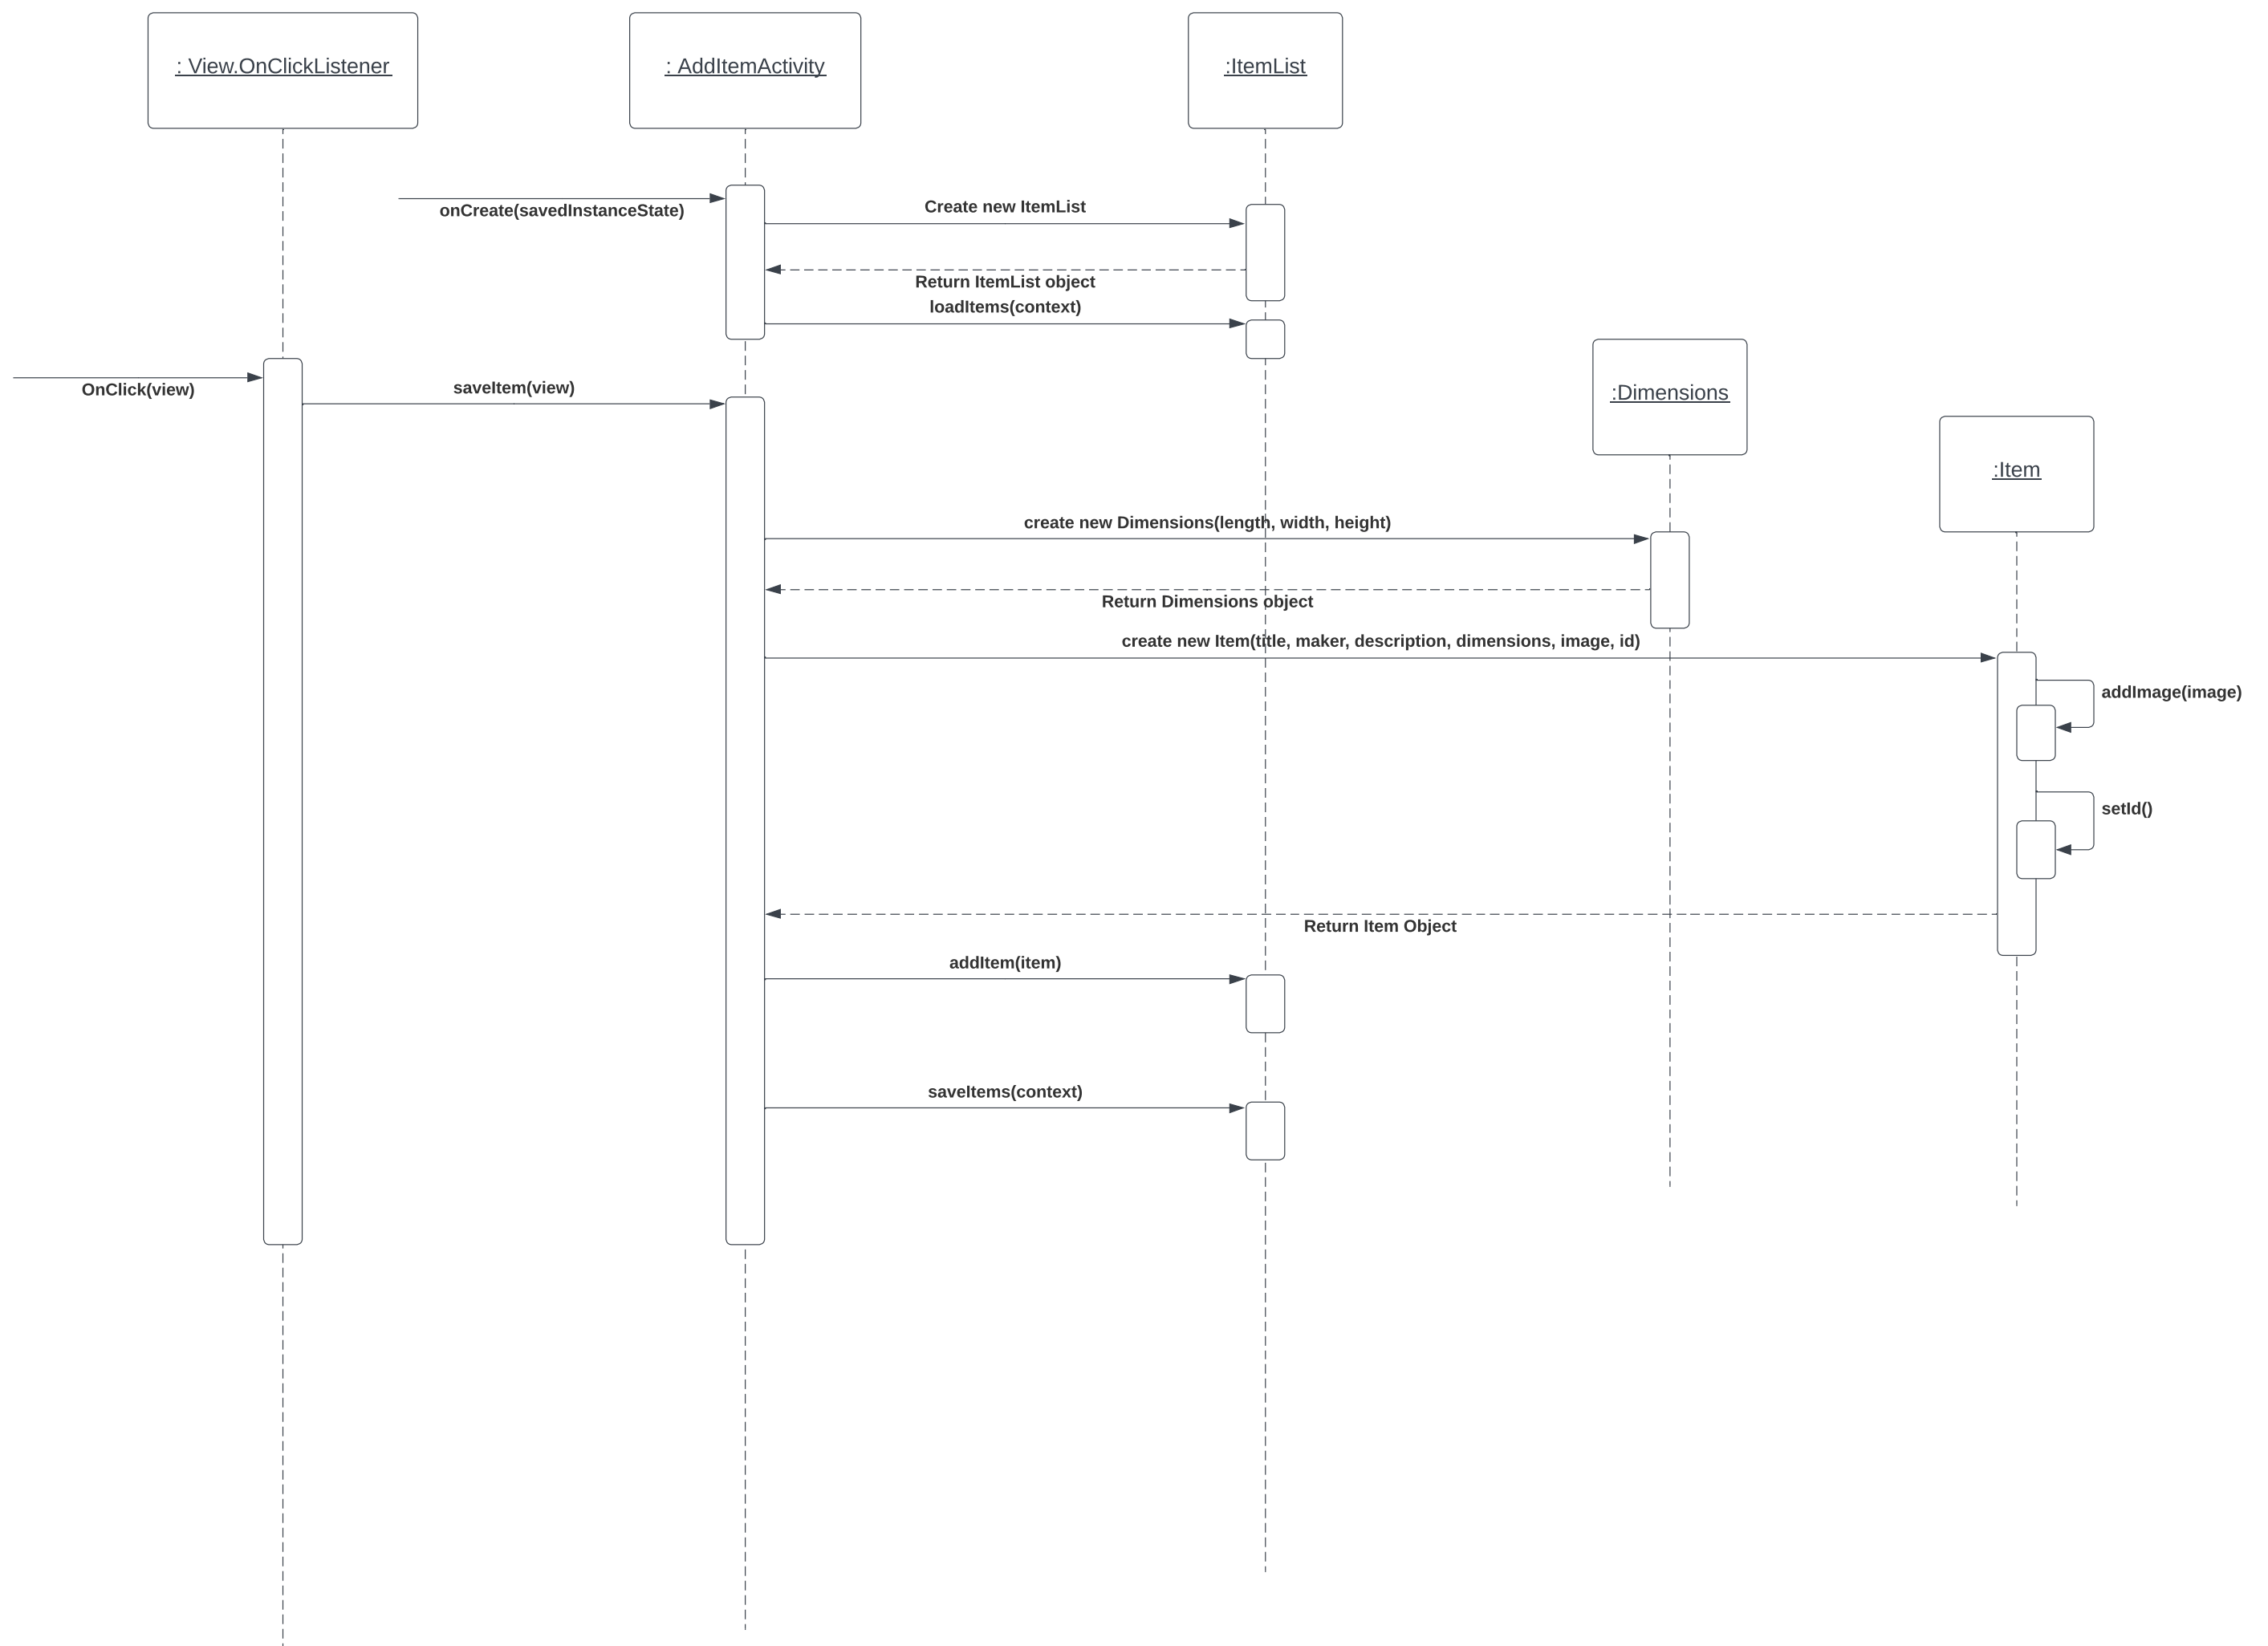 : View.OnClickListener
: AddItemActivity
:ItemList
onCreate(savedInstanceState)
Create new ItemList
Return ItemList object
loadItems(context)
OnClick(view)
saveItem(view)
:Dimensions
:Item
create new Dimensions(length, width, height)
Return Dimensions object
create new Item(title, maker, description, dimensions, image, id)
addImage(image)
setId()
Return Item Object
addItem(item)
saveItems(context)